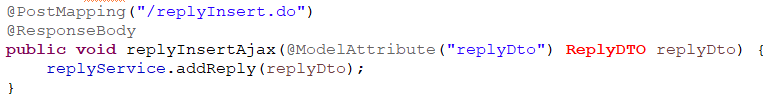 @PostMapping("/replyInsert.do")
@ResponseBody
public void replyInsertAjax(@ModelAttribute("replyDto") ReplyDTO replyDto) {
    replyService.addReply(replyDto);
}